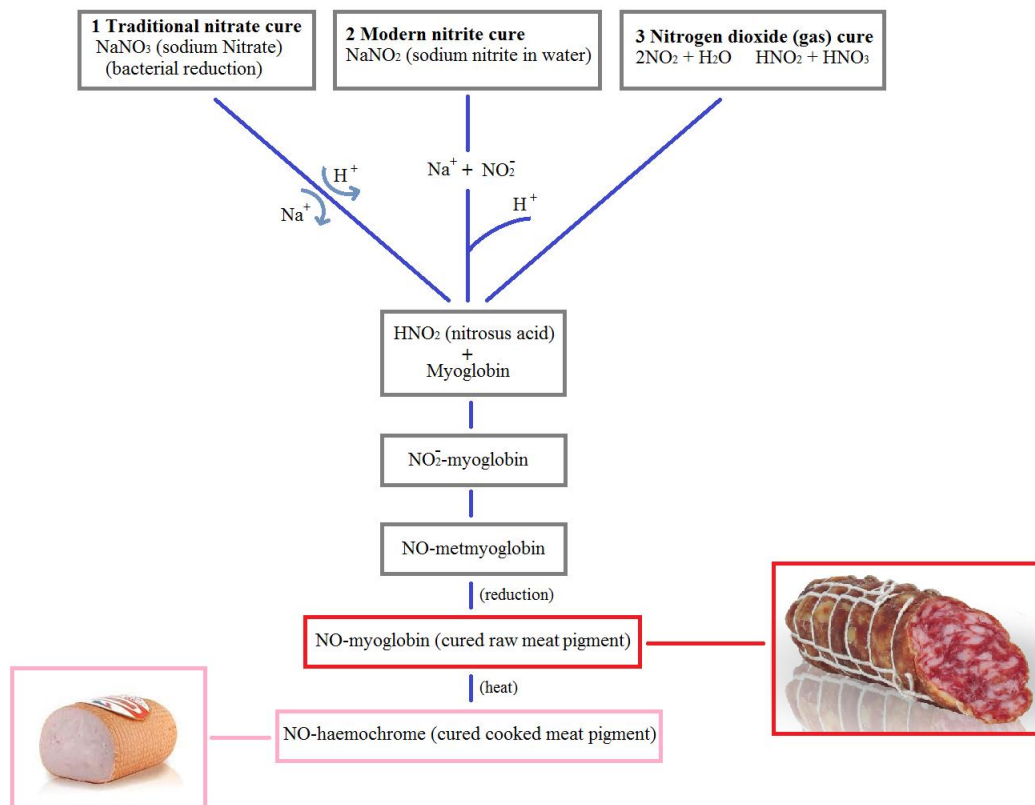 1 Traditional nitrate cure
NaNO₃ (sodium Nitrate)
(bacterial reduction)
2 Modern nitrite cure
NaNO₂ (sodium nitrite in water)
3 Nitrogen dioxide (gas) cure
2NO₂ + H₂O HNO₂ + HNO₃
H⁺
Na⁺
Na⁺ + NO₂⁻
H⁺
HNO₂ (nitrosus acid)
+
Myoglobin
NO₂⁻-myoglobin
NO-metmyoglobin
(reduction)
NO-myoglobin (cured raw meat pigment)
(heat)
NO-haemochrome (cured cooked meat pigment)